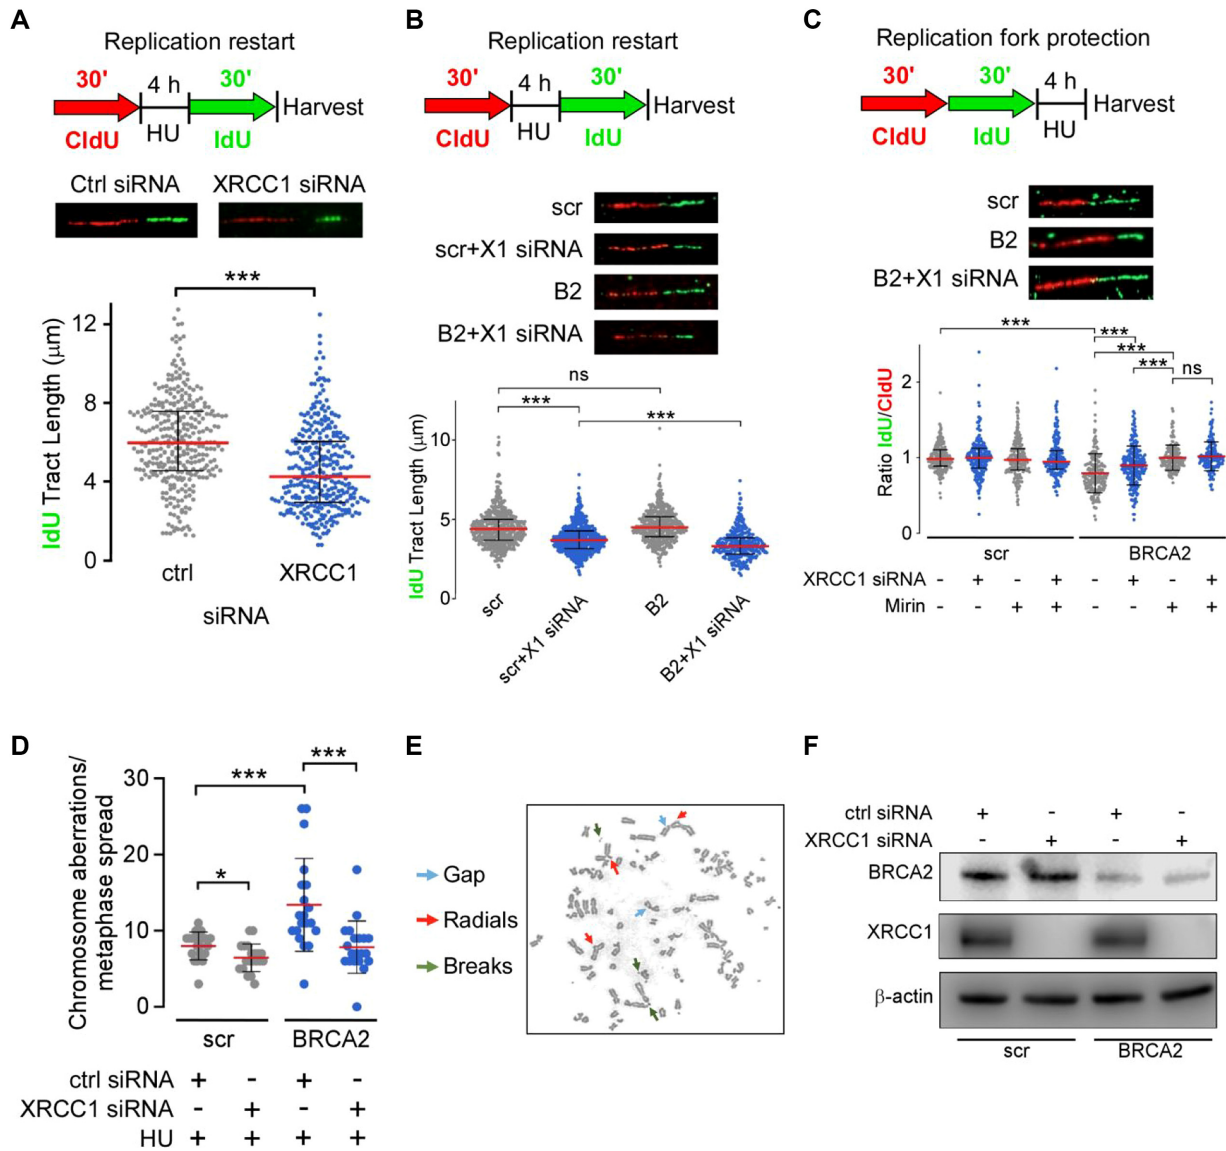 A
Replication restart
30' 4 h 30'
Harvest
CldU HU IdU
Ctrl siRNA XRCC1 siRNA
***
IdU Tract Length (μm)
12
8
4
0
ctrl XRCC1
siRNA
B
Replication restart
30' 4 h 30'
Harvest
CldU HU IdU
scr
scr+X1 siRNA
B2
B2+X1 siRNA
ns
*** ***
IdU Tract Length (μm)
10
5
0
scr
scr+X1 siRNA
B2
B2+X1 siRNA
C
Replication fork protection
30' 30' 4 h
Harvest
CldU IdU HU
scr
B2
B2+X1 siRNA
*** ***
***
*** ns
Ratio IdU/CldU
2
1
0
scr BRCA2
XRCC1 siRNA - + - + - + - +
Mirin - - + + - - + +
D
Chromosome aberrations/
metaphase spread
***
***
*
30
20
10
0
scr BRCA2
ctrl siRNA + - + -
XRCC1 siRNA - + - +
HU + + + +
E
Gap
Radials
Breaks
F
ctrl siRNA + - + -
XRCC1 siRNA - + - +
BRCA2
XRCC1
β-actin
scr BRCA2